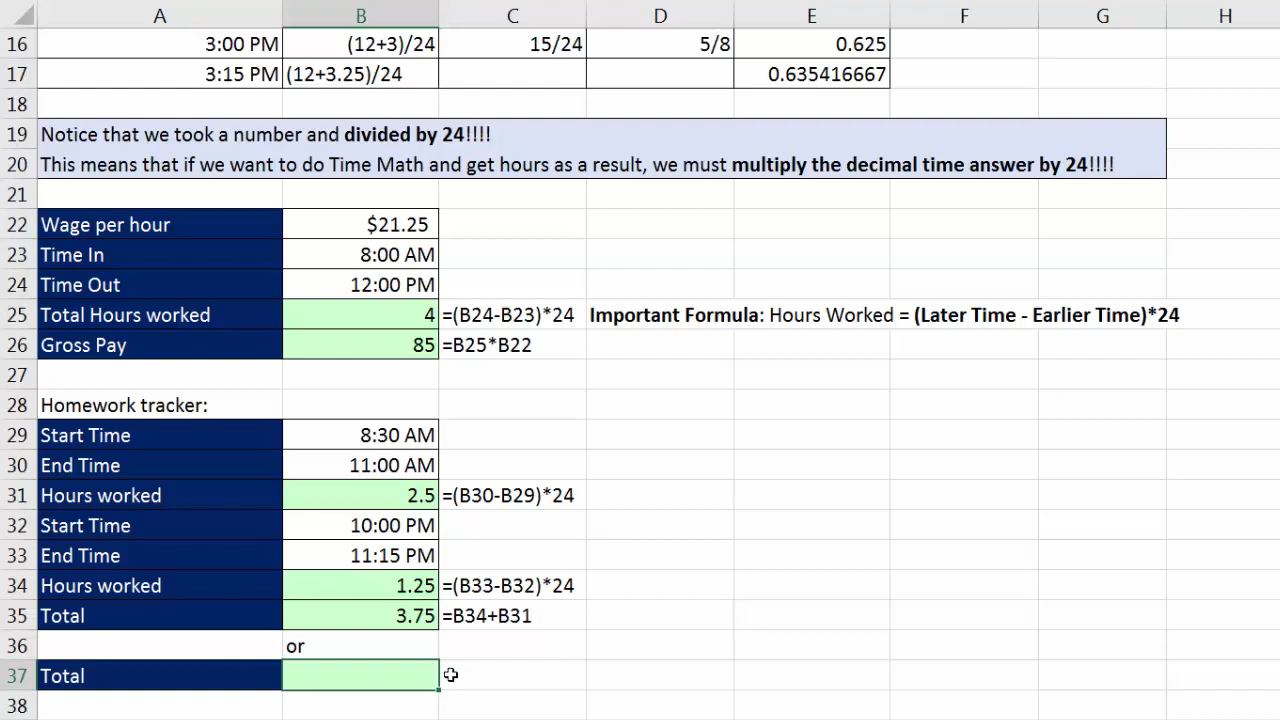 A B C D E F G H
16 3:00 PM (12+3)/24 15/24 5/8 0.625
17 3:15 PM (12+3.25)/24 0.635416667
18
19 Notice that we took a number and divided by 24!!!!
20 This means that if we want to do Time Math and get hours as a result, we must multiply the decimal time answer by 24!!!!
21
22 Wage per hour $21.25
23 Time In 8:00 AM
24 Time Out 12:00 PM
25 Total Hours worked 4 =(B24-B23)*24 Important Formula: Hours Worked = (Later Time - Earlier Time)*24
26 Gross Pay 85 =B25*B22
27
28 Homework tracker:
29 Start Time 8:30 AM
30 End Time 11:00 AM
31 Hours worked 2.5 =(B30-B29)*24
32 Start Time 10:00 PM
33 End Time 11:15 PM
34 Hours worked 1.25 =(B33-B32)*24
35 Total 3.75 =B34+B31
36 or
37 Total
38